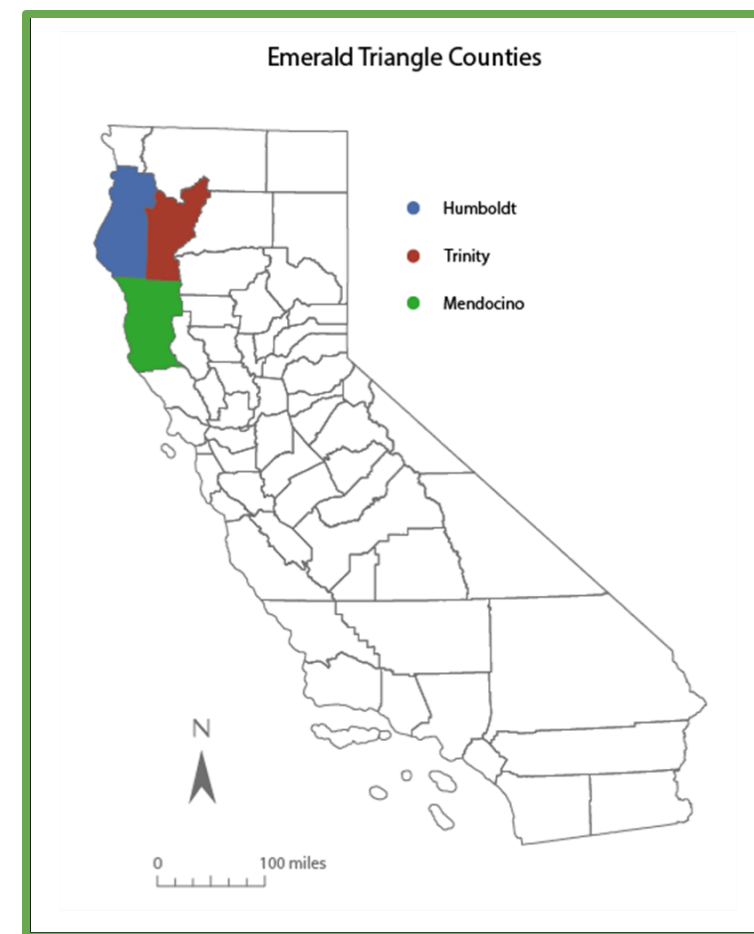 Emerald Triangle Counties
Humboldt
Trinity
Mendocino
N
0 100 miles